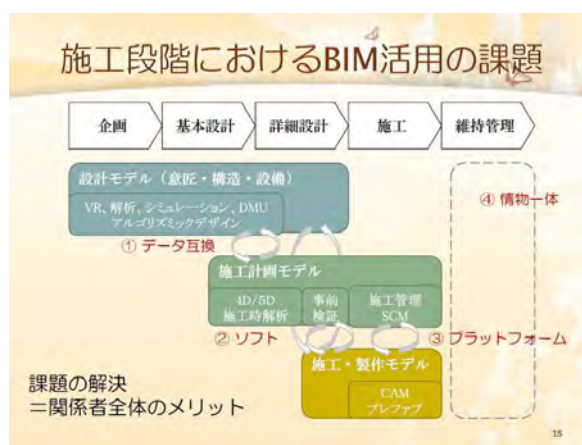 施工段階におけるBIM活用の課題
企画
基本設計
詳細設計
施工
維持管理
設計モデル(意匠・構造・設備)
VR、解析、シミュレーション、DMU
アルゴリズミックデザイン
① データ互換
④ 情物一体
施工計画モデル
4D/5D
施工時解析
事前
検証
施工管理
SCM
② ソフト
③ プラットフォーム
施工・製作モデル
CAM
プレファブ
課題の解決
=関係者全体のメリット
15